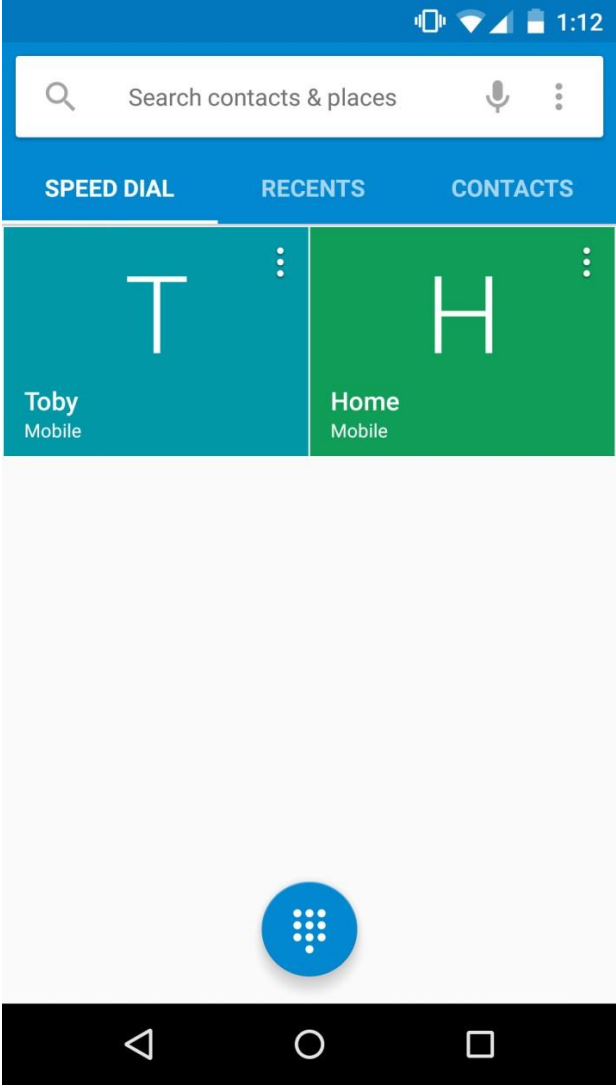 1:12
Search contacts & places
SPEED DIAL RECENTS CONTACTS
T H
Toby Home
Mobile Mobile